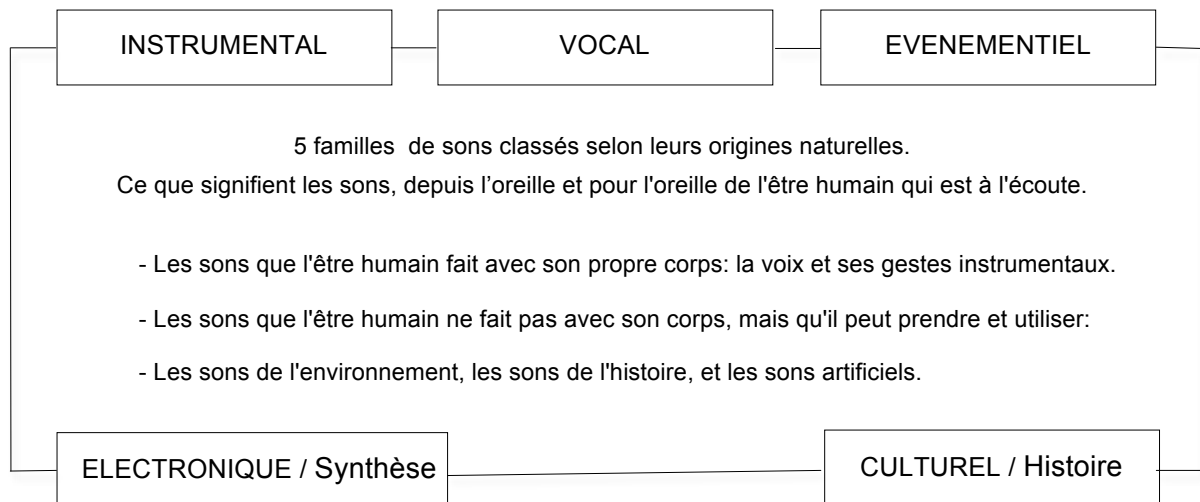 INSTRUMENTAL VOCAL EVENEMENTIEL
5 familles de sons classés selon leurs origines naturelles.
Ce que signifient les sons, depuis l’oreille et pour l'oreille de l'être humain qui est à l'écoute.
- Les sons que l'être humain fait avec son propre corps: la voix et ses gestes instrumentaux.
- Les sons que l'être humain ne fait pas avec son corps, mais qu'il peut prendre et utiliser:
- Les sons de l'environnement, les sons de l'histoire, et les sons artificiels.
ELECTRONIQUE / Synthèse CULTUREL / Histoire